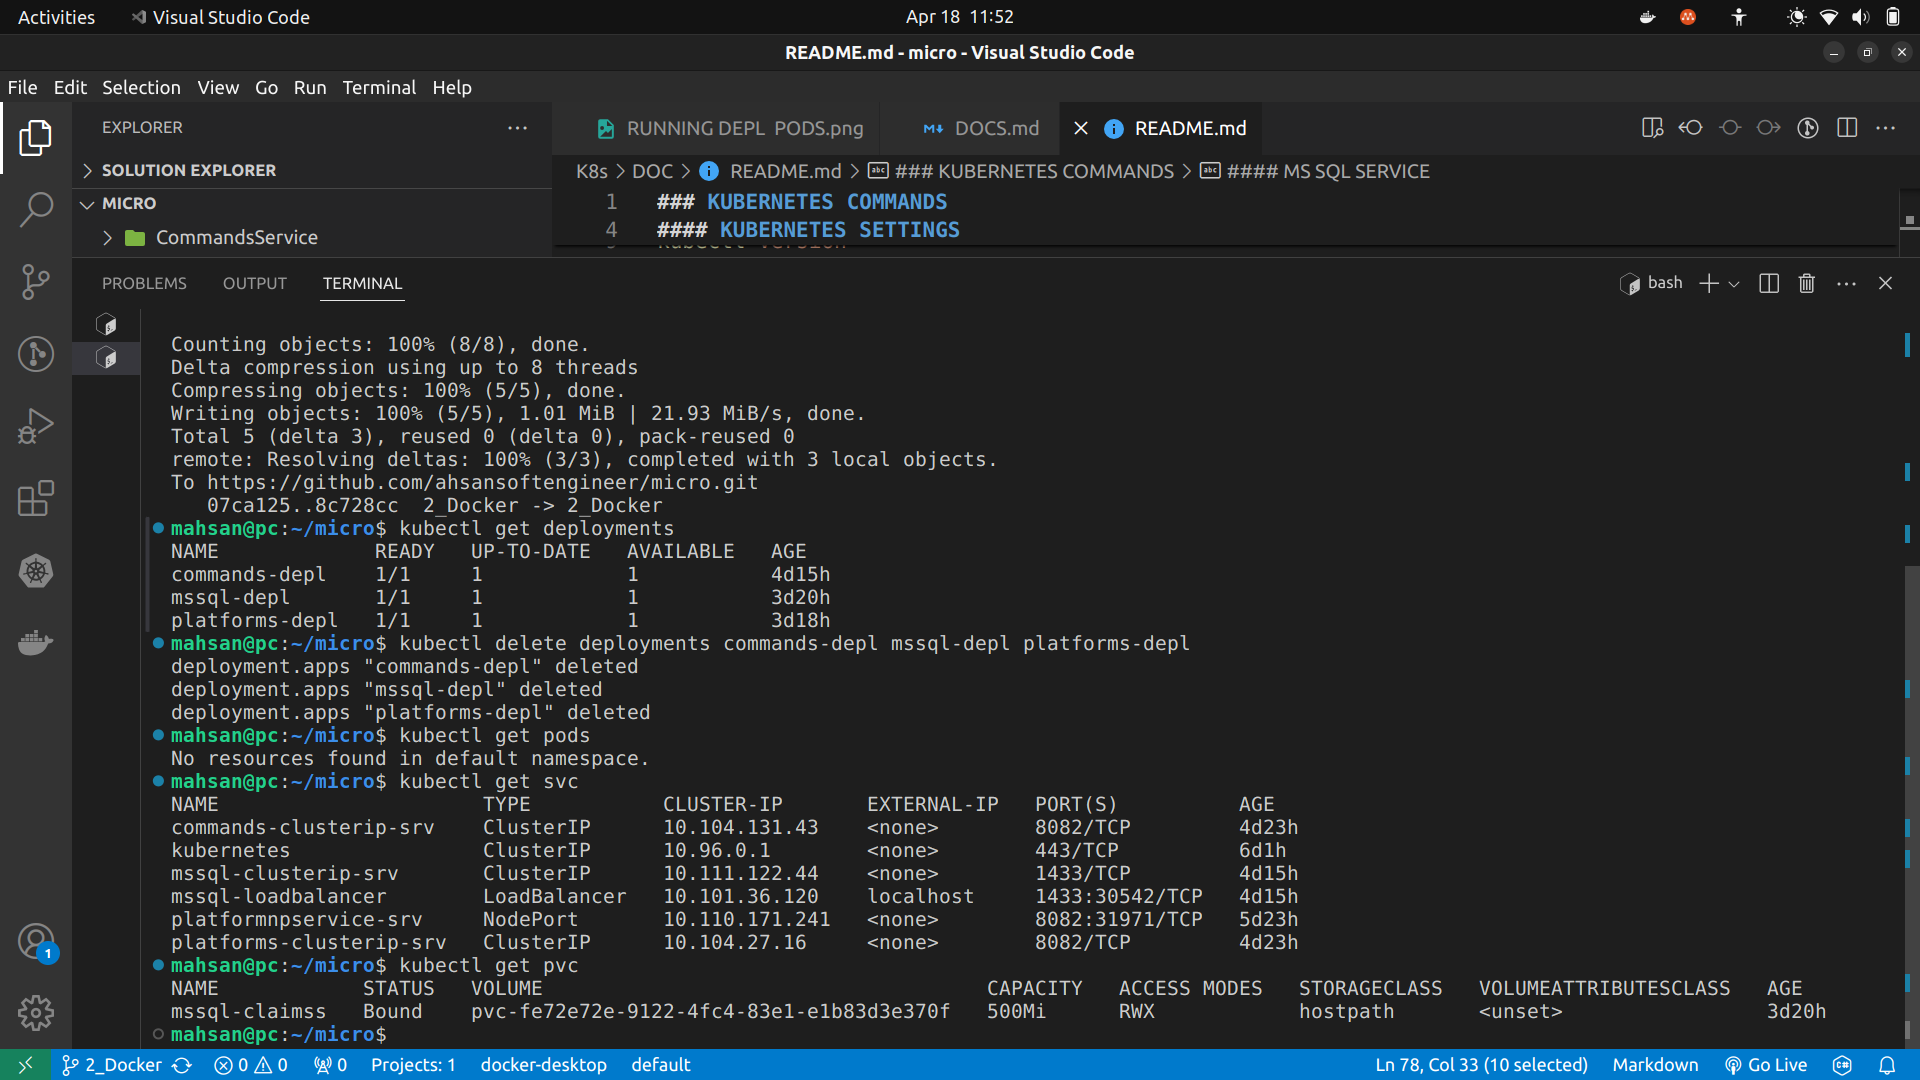 Activities
Visual Studio Code
Apr 18 11:52
README.md - micro - Visual Studio Code
File Edit Selection View Go Run Terminal Help
EXPLORER
RUNNING DEPL PODS.png
DOCS.md
README.md
SOLUTION EXPLORER
K8s > DOC > README.md > ### KUBERNETES COMMANDS > #### MS SQL SERVICE
MICRO
1 ### KUBERNETES COMMANDS
4 #### KUBERNETES SETTINGS
CommandsService
PROBLEMS OUTPUT TERMINAL
bash
Counting objects: 100% (8/8), done.
Delta compression using up to 8 threads
Compressing objects: 100% (5/5), done.
Writing objects: 100% (5/5), 1.01 MiB | 21.93 MiB/s, done.
Total 5 (delta 3), reused 0 (delta 0), pack-reused 0
remote: Resolving deltas: 100% (3/3), completed with 3 local objects.
To https://github.com/ahsansoftengineer/micro.git
07ca125..8c728cc 2_Docker -> 2_Docker
mahsan@pc:~/micro$ kubectl get deployments
NAME READY UP-TO-DATE AVAILABLE AGE
commands-depl 1/1 1 1 4d15h
mssql-depl 1/1 1 1 3d20h
platforms-depl 1/1 1 1 3d18h
mahsan@pc:~/micro$ kubectl delete deployments commands-depl mssql-depl platforms-depl
deployment.apps "commands-depl" deleted
deployment.apps "mssql-depl" deleted
deployment.apps "platforms-depl" deleted
mahsan@pc:~/micro$ kubectl get pods
No resources found in default namespace.
mahsan@pc:~/micro$ kubectl get svc
NAME TYPE CLUSTER-IP EXTERNAL-IP PORT(S) AGE
commands-clusterip-srv ClusterIP 10.104.131.43 <none> 8082/TCP 4d23h
kubernetes ClusterIP 10.96.0.1 <none> 443/TCP 6d1h
mssql-clusterip-srv ClusterIP 10.111.122.44 <none> 1433/TCP 4d15h
mssql-loadbalancer LoadBalancer 10.101.36.120 localhost 1433:30542/TCP 4d15h
platformnpservice-srv NodePort 10.110.171.241 <none> 8082:31971/TCP 5d23h
platforms-clusterip-srv ClusterIP 10.104.27.16 <none> 8082/TCP 4d23h
mahsan@pc:~/micro$ kubectl get pvc
NAME STATUS VOLUME CAPACITY ACCESS MODES STORAGECLASS VOLUMEATTRIBUTESCLASS AGE
mssql-claimss Bound pvc-fe72e72e-9122-4fc4-83e1-e1b83d3e370f 500Mi RWX hostpath <unset> 3d20h
mahsan@pc:~/micro$
1
2_Docker 0 0 0 Projects: 1 docker-desktop default Ln 78, Col 33 (10 selected) Markdown Go Live